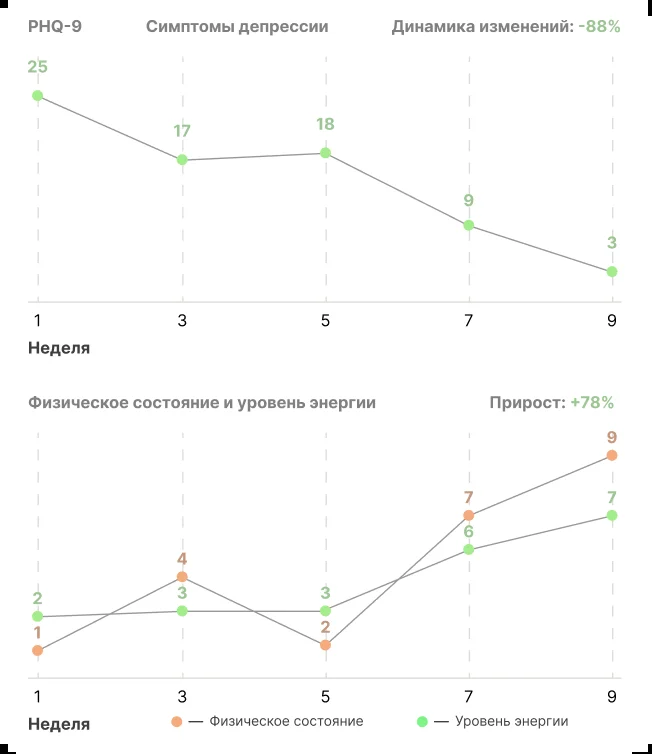 PHQ-9 Симптомы депрессии Динамика изменений: -88%
25
18
17
9
3
1 3 5 7 9
Неделя
Физическое состояние и уровень энергии Прирост: +78%
9
7 7
6
4
2 3 3
1 2
1 3 5 7 9
Неделя — Физическое состояние — Уровень энергии